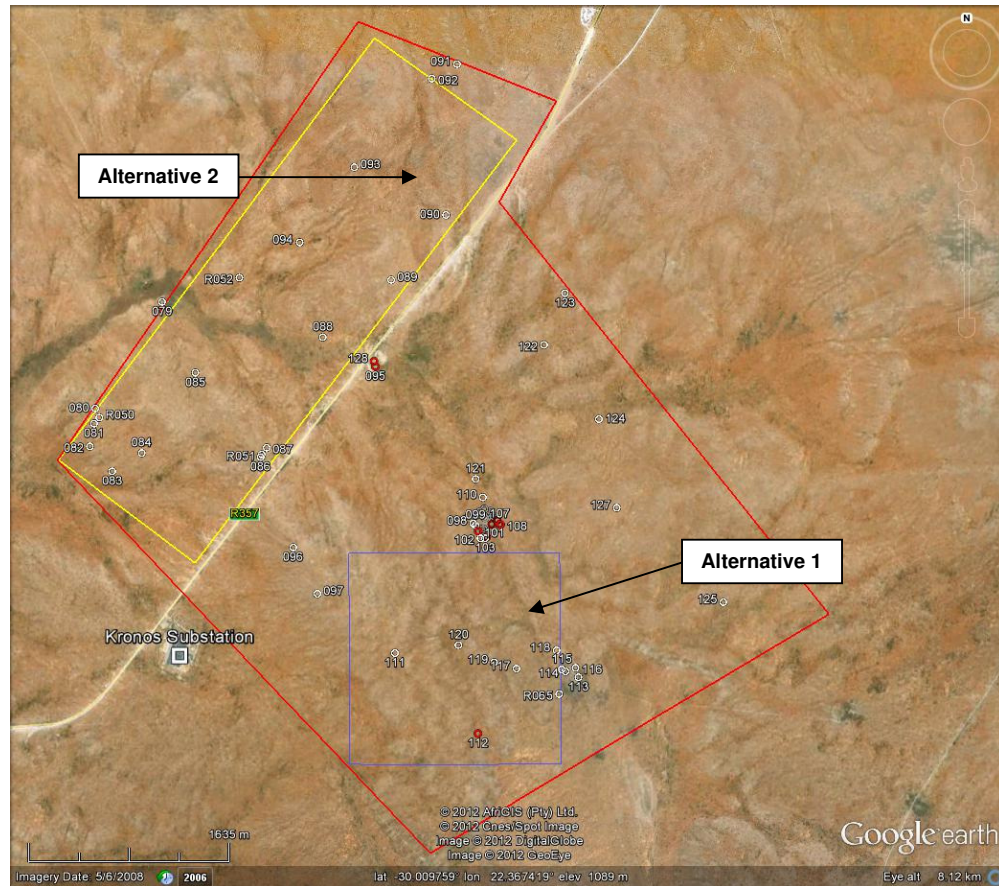 N
091
092
Alternative 2
093
090
094
R052
089
079
123
088
122
128
095
085
080
R050
081
082
084
083
124
087
R051
086
121
110
R357
099
107
098
108
127
101
102
103
096
Alternative 1
097
125
Kronos Substation
120
118
111
119
115
117
114
116
113
R065
112
© 2012 AfriGIS (Pty) Ltd.
© 2012 Cnes/Spot Image
Image © 2012 DigitalGlobe
Image © 2012 GeoEye
1635 m
Google earth
Imagery Date 5/6/2008 2006 lat -30.009759° lon 22.367419° elev 1089 m Eye alt 8.12 km